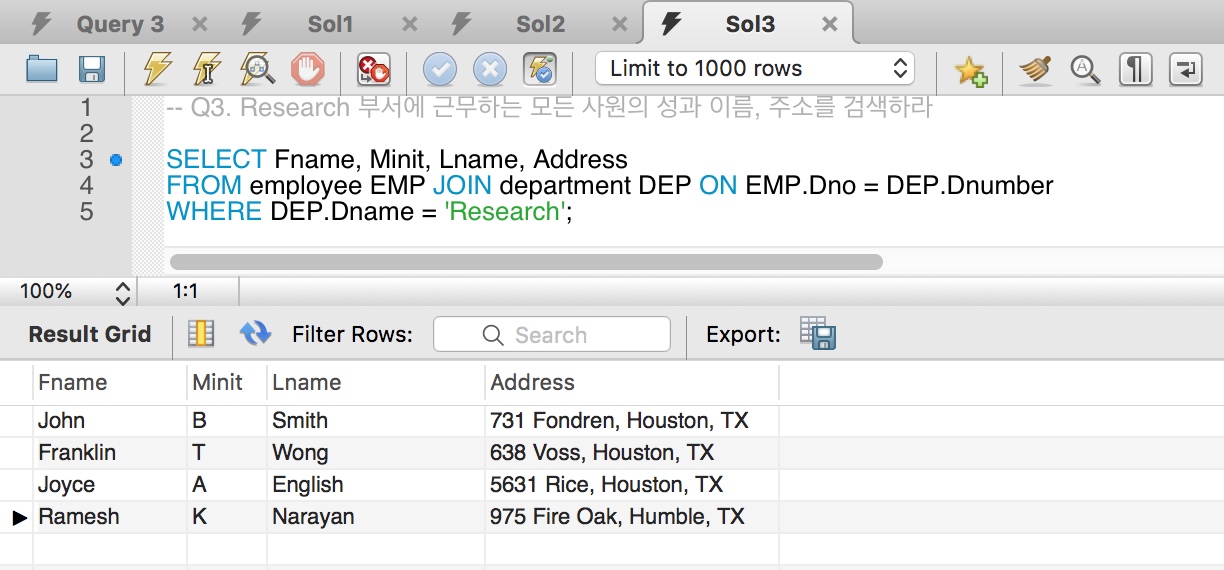 Query 3 Sol1 Sol2 Sol3
Limit to 1000 rows
1 -- Q3. Research 부서에 근무하는 모든 사원의 성과 이름, 주소를 검색하라
2
3 SELECT Fname, Minit, Lname, Address
4 FROM employee EMP JOIN department DEP ON EMP.Dno = DEP.Dnumber
5 WHERE DEP.Dname = 'Research';
100% 1:1
Result Grid Filter Rows: Search Export:
Fname Minit Lname Address
John B Smith 731 Fondren, Houston, TX
Franklin T Wong 638 Voss, Houston, TX
Joyce A English 5631 Rice, Houston, TX
Ramesh K Narayan 975 Fire Oak, Humble, TX